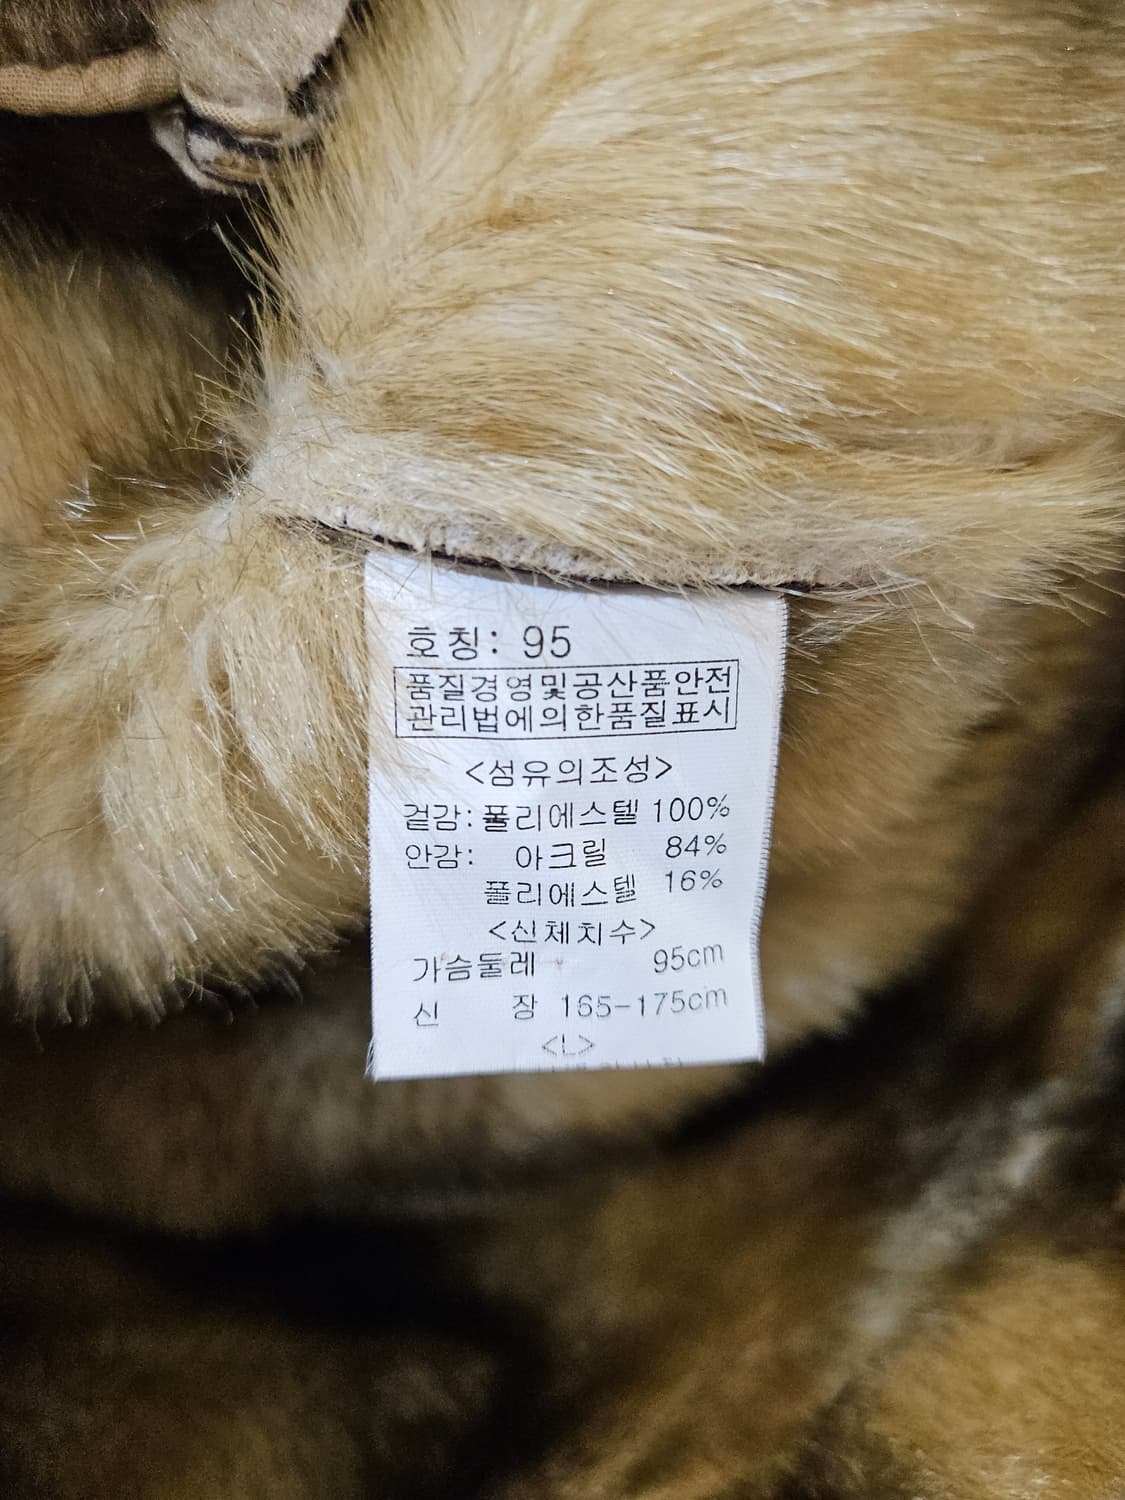 호칭: 95
품질경영및공산품안전
관리법에의한품질표시
<섬유의조성>
겉감: 폴리에스텔 100%
안감: 아크릴 84%
폴리에스텔 16%
<신체치수>
가슴둘레 95cm
신 장 165-175cm
<L>